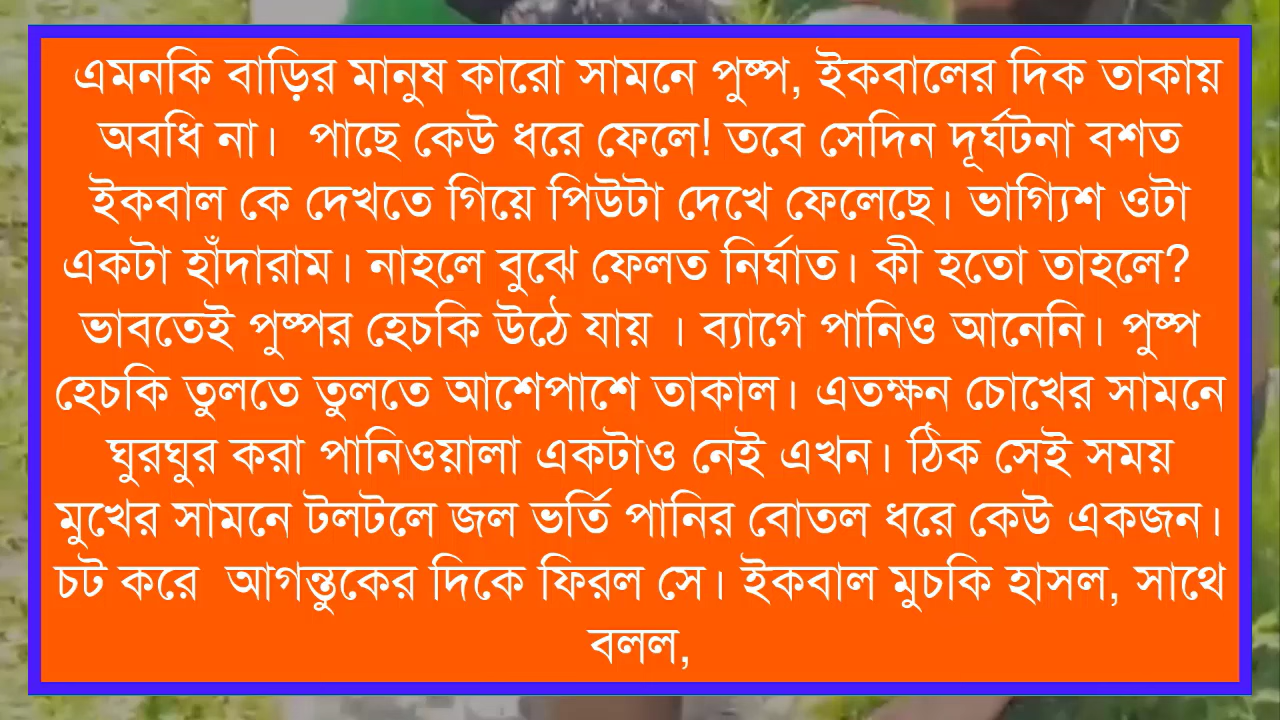 এমনকি বাড়ির মানুষ কারো সামনে পুষ্প, ইকবালের দিক তাকায়
অবধি না।  পাছে কেউ ধরে ফেলে! তবে সেদিন দূর্ঘটনা বশত
ইকবাল কে দেখতে গিয়ে পিউটা দেখে ফেলেছে। ভাগ্যিশ ওটা
একটা হাঁদারাম। নাহলে বুঝে ফেলত নির্ঘাত। কী হতো তাহলে?
ভাবতেই পুষ্পর হেচকি উঠে যায় । ব্যাগে পানিও আনেনি। পুষ্প
হেচকি তুলতে তুলতে আশেপাশে তাকাল। এতক্ষন চোখের সামনে
ঘুরঘুর করা পানিওয়ালা একটাও নেই এখন। ঠিক সেই সময়
মুখের সামনে টলটলে জল ভর্তি পানির বোতল ধরে কেউ একজন।
চট করে  আগন্তুকের দিকে ফিরল সে। ইকবাল মুচকি হাসল, সাথে
বলল,